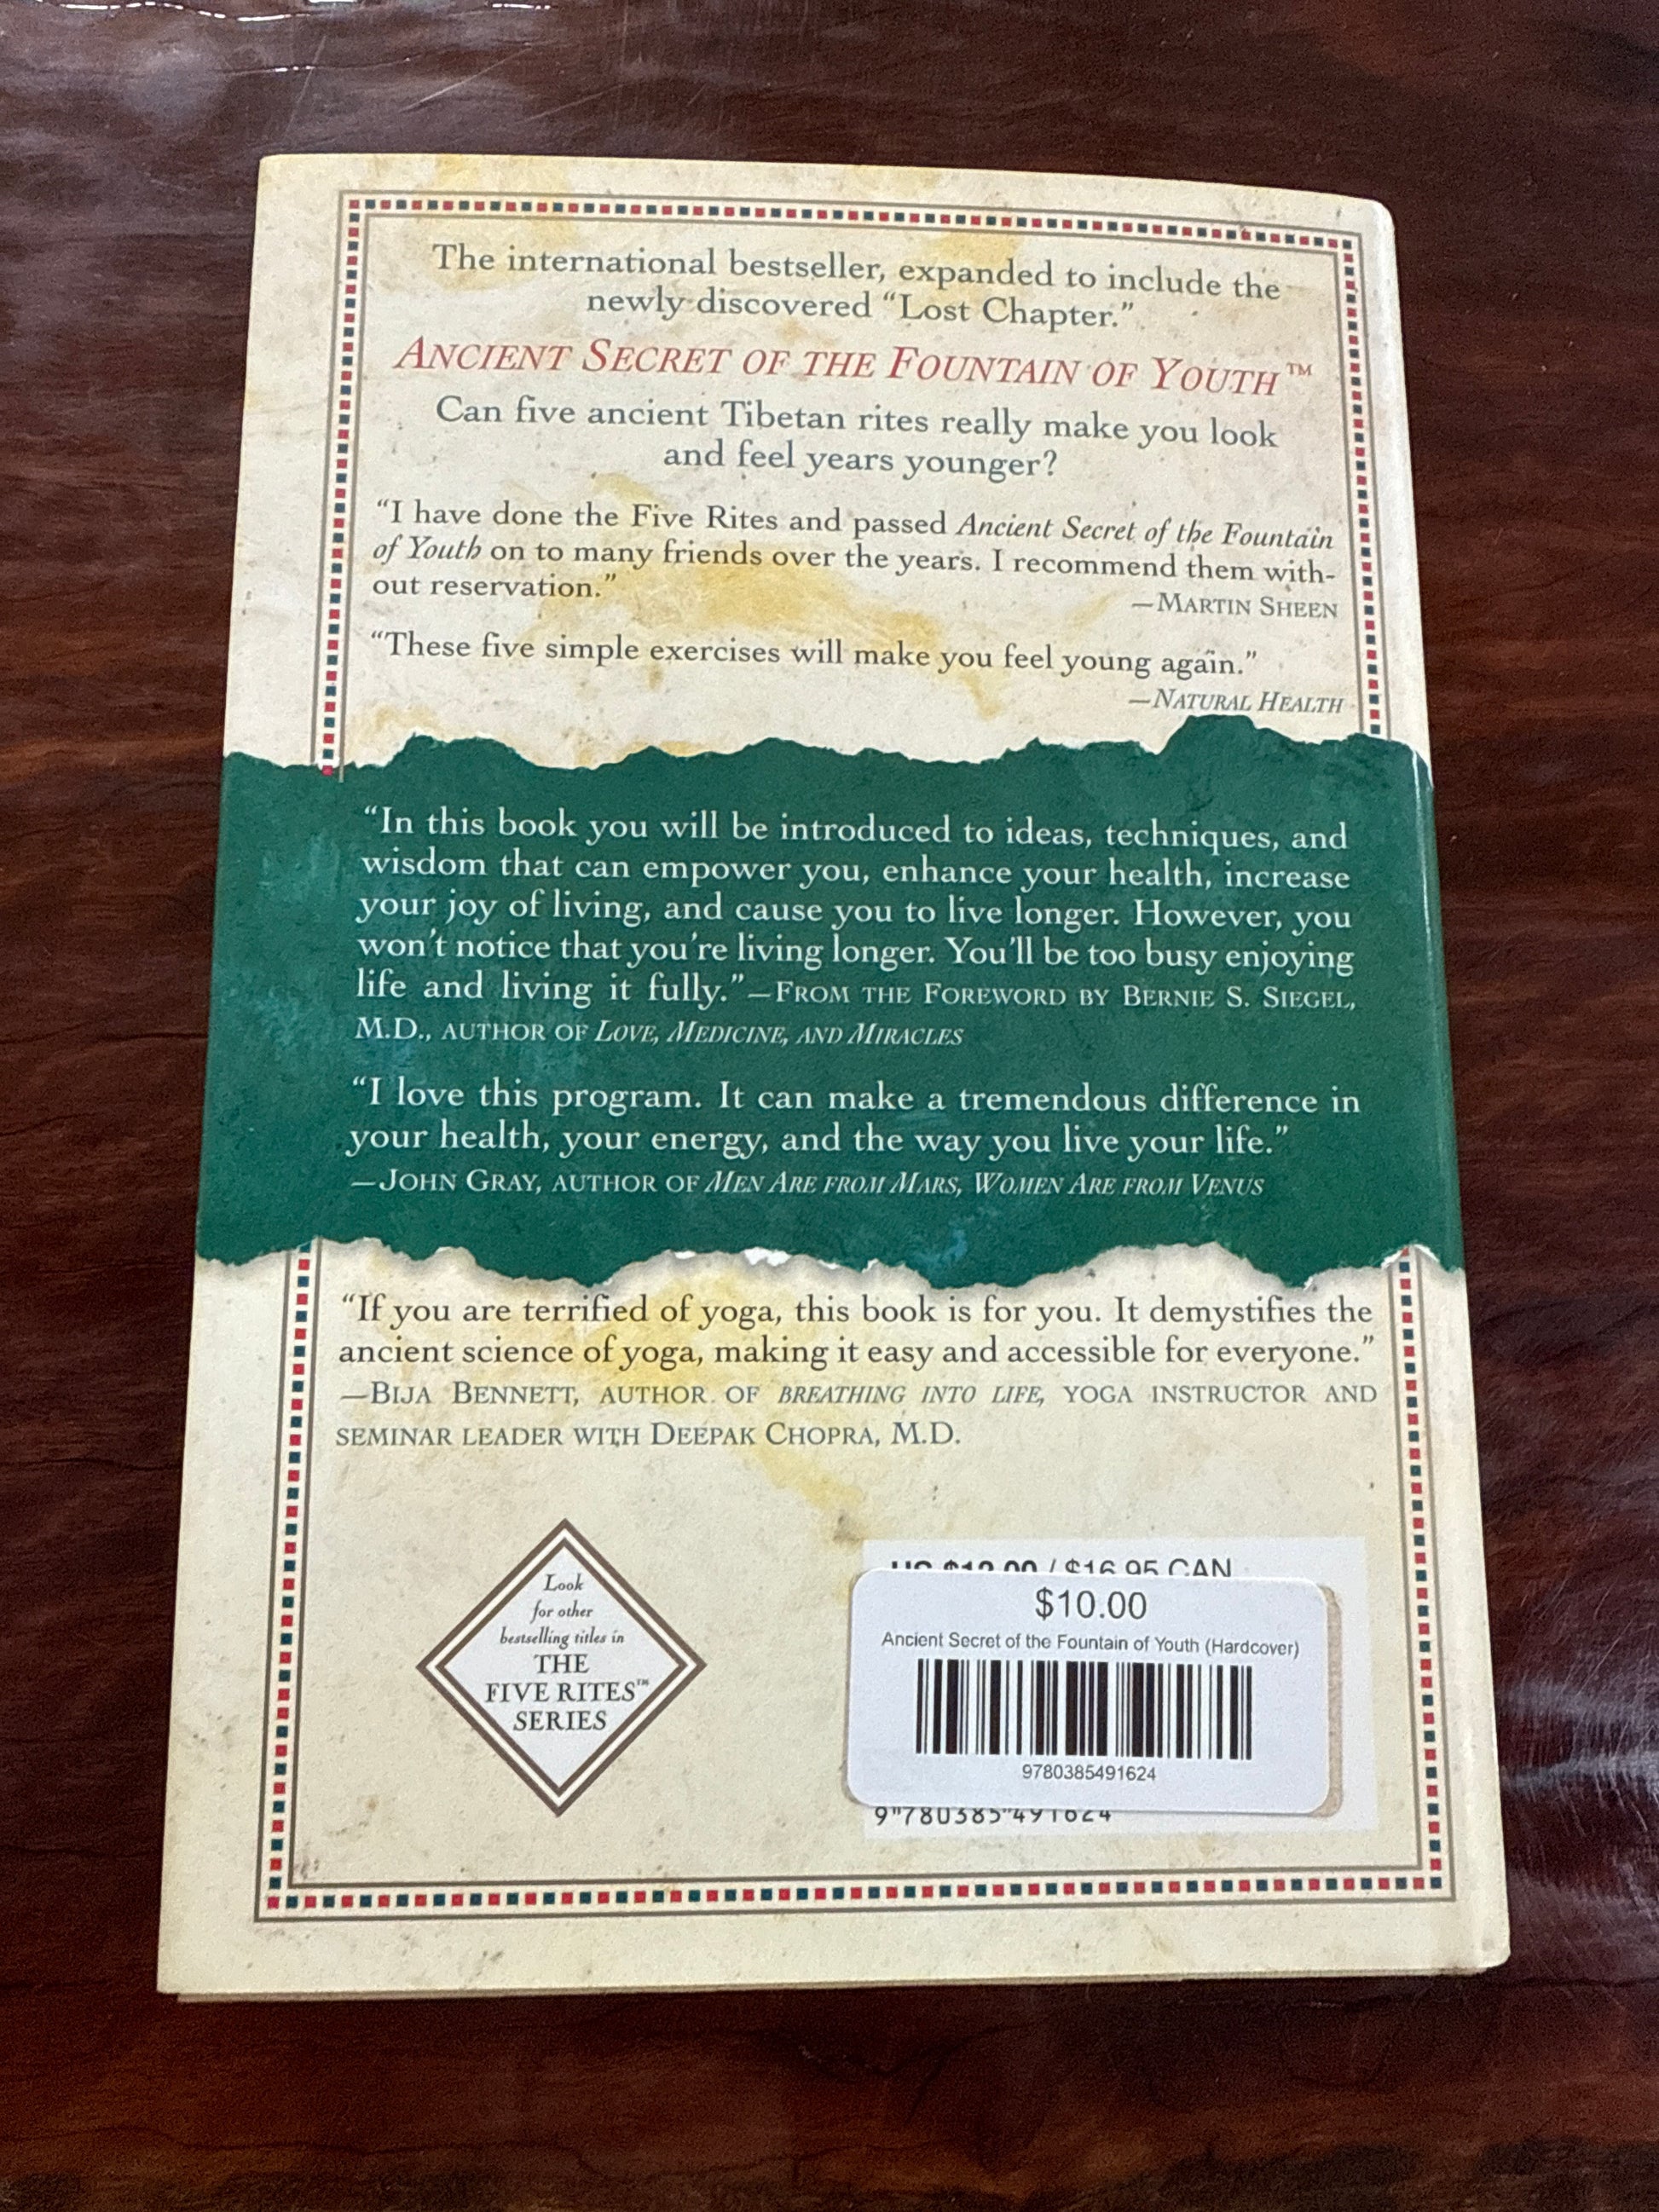 The international bestseller, expanded to include the
newly discovered “Lost Chapter.”
ANCIENT SECRET OF THE FOUNTAIN OF YOUTH™
Can five ancient Tibetan rites really make you look
and feel years younger?
“I have done the Five Rites and passed Ancient Secret of the Fountain
of Youth on to many friends over the years. I recommend them with-
out reservation.”
—MARTIN SHEEN
“These five simple exercises will make you feel young again.”
—NATURAL HEALTH
“In this book you will be introduced to ideas, techniques, and
wisdom that can empower you, enhance your health, increase
your joy of living, and cause you to live longer. However, you
won’t notice that you’re living longer. You’ll be too busy enjoying
life and living it fully.”—FROM THE FOREWORD BY BERNIE S. SIEGEL,
M.D., AUTHOR OF LOVE, MEDICINE, AND MIRACLES
“I love this program. It can make a tremendous difference in
your health, your energy, and the way you live your life.”
—JOHN GRAY, AUTHOR OF MEN ARE FROM MARS, WOMEN ARE FROM VENUS
“If you are terrified of yoga, this book is for you. It demystifies the
ancient science of yoga, making it easy and accessible for everyone.”
—BIJA BENNETT, AUTHOR OF BREATHING INTO LIFE, YOGA INSTRUCTOR AND
SEMINAR LEADER WITH DEEPAK CHOPRA, M.D.
Look
for other
bestselling titles in
THE
FIVE RITES™
SERIES
/ $16.95 CAN
$10.00
Ancient Secret of the Fountain of Youth (Hardcover)
9780385491624
9 780385 491624